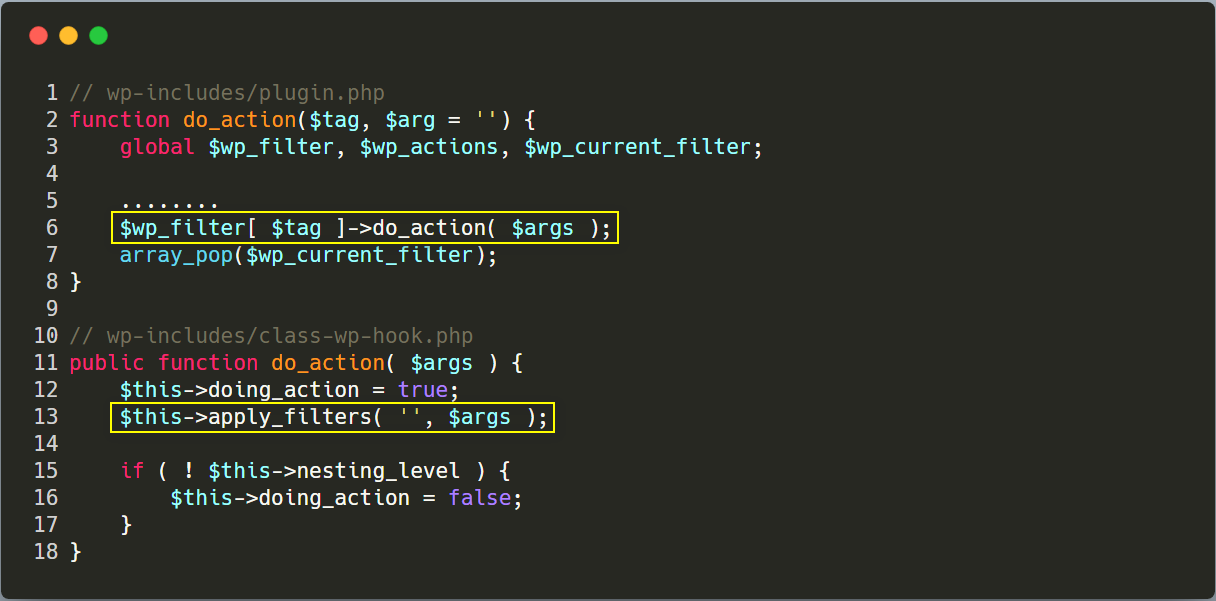 1 // wp-includes/plugin.php
2 function do_action($tag, $arg = '') {
3     global $wp_filter, $wp_actions, $wp_current_filter;
4
5     ........
6     $wp_filter[ $tag ]->do_action( $args );
7     array_pop($wp_current_filter);
8 }
9
10 // wp-includes/class-wp-hook.php
11 public function do_action( $args ) {
12     $this->doing_action = true;
13     $this->apply_filters( '', $args );
14
15     if ( ! $this->nesting_level ) {
16         $this->doing_action = false;
17     }
18 }